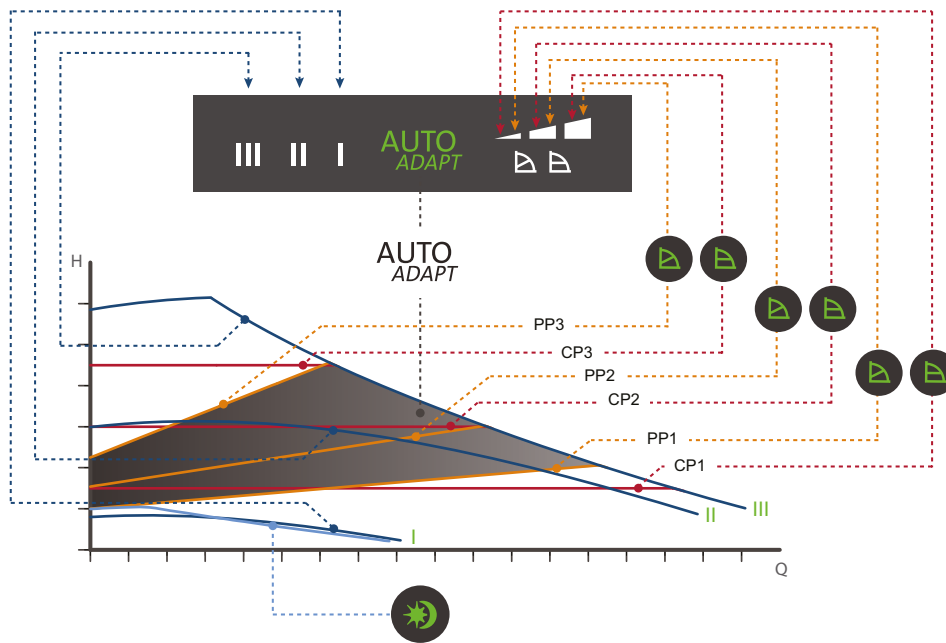 III II I AUTO
ADAPT
AUTO
ADAPT
H
PP3
CP3
PP2
CP2
PP1
CP1
III
II
I
Q